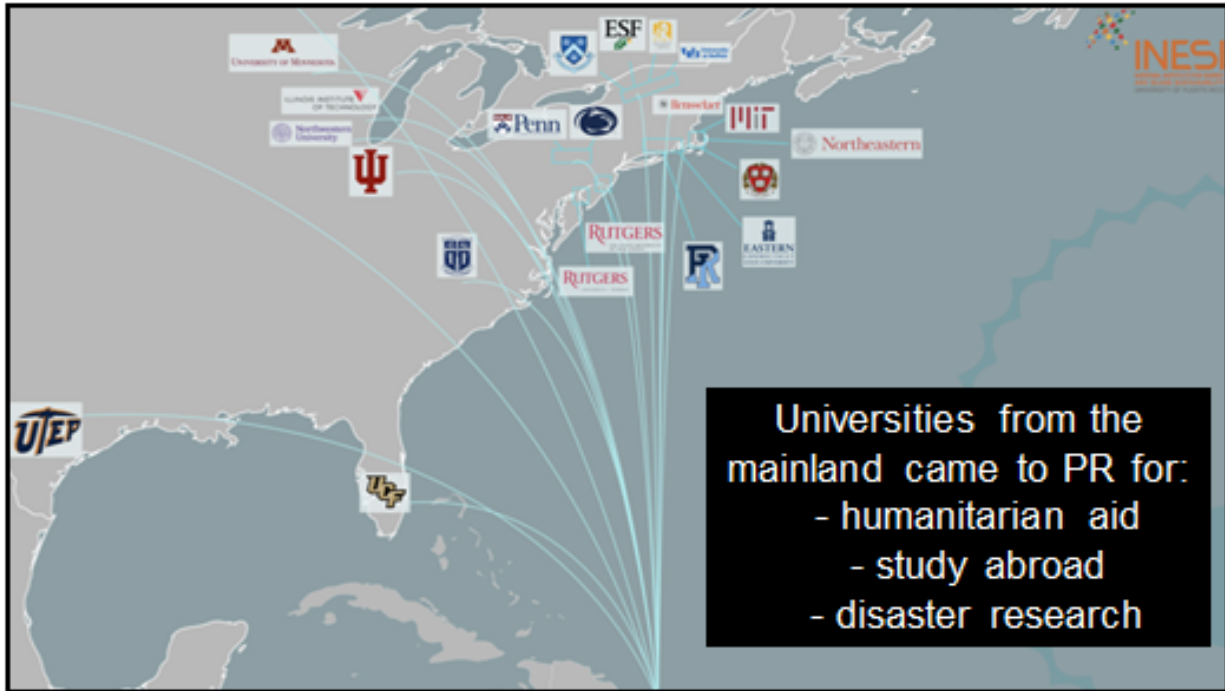 ESF
INESI
UNIVERSITY OF MINNESOTA
ILLINOIS INSTITUTE
OF TECHNOLOGY
Northwestern
University
Penn
Rensselaer
MIT
Northeastern
RUTGERS
EASTERN
RUTGERS
UTEP
UCF
Universities from the
mainland came to PR for:
- humanitarian aid
- study abroad
- disaster research